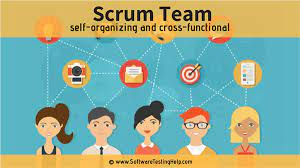 Scrum Team
self-organizing and cross-functional
© www.SoftwareTestingHelp.com